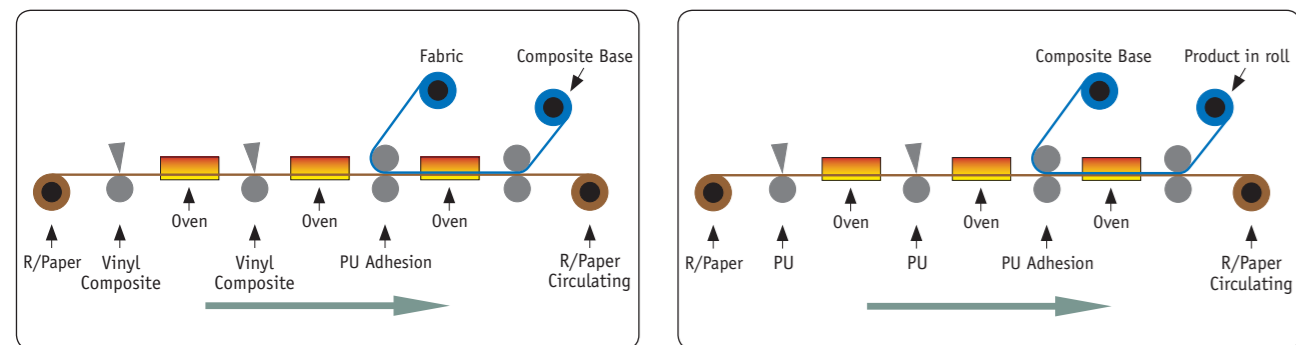 Fabric
Composite Base
Oven
Oven
Oven
R/Paper
Vinyl
Composite
Vinyl
Composite
PU Adhesion
R/Paper
Circulating
Composite Base
Product in roll
Oven
Oven
Oven
R/Paper
PU
PU
PU Adhesion
R/Paper
Circulating